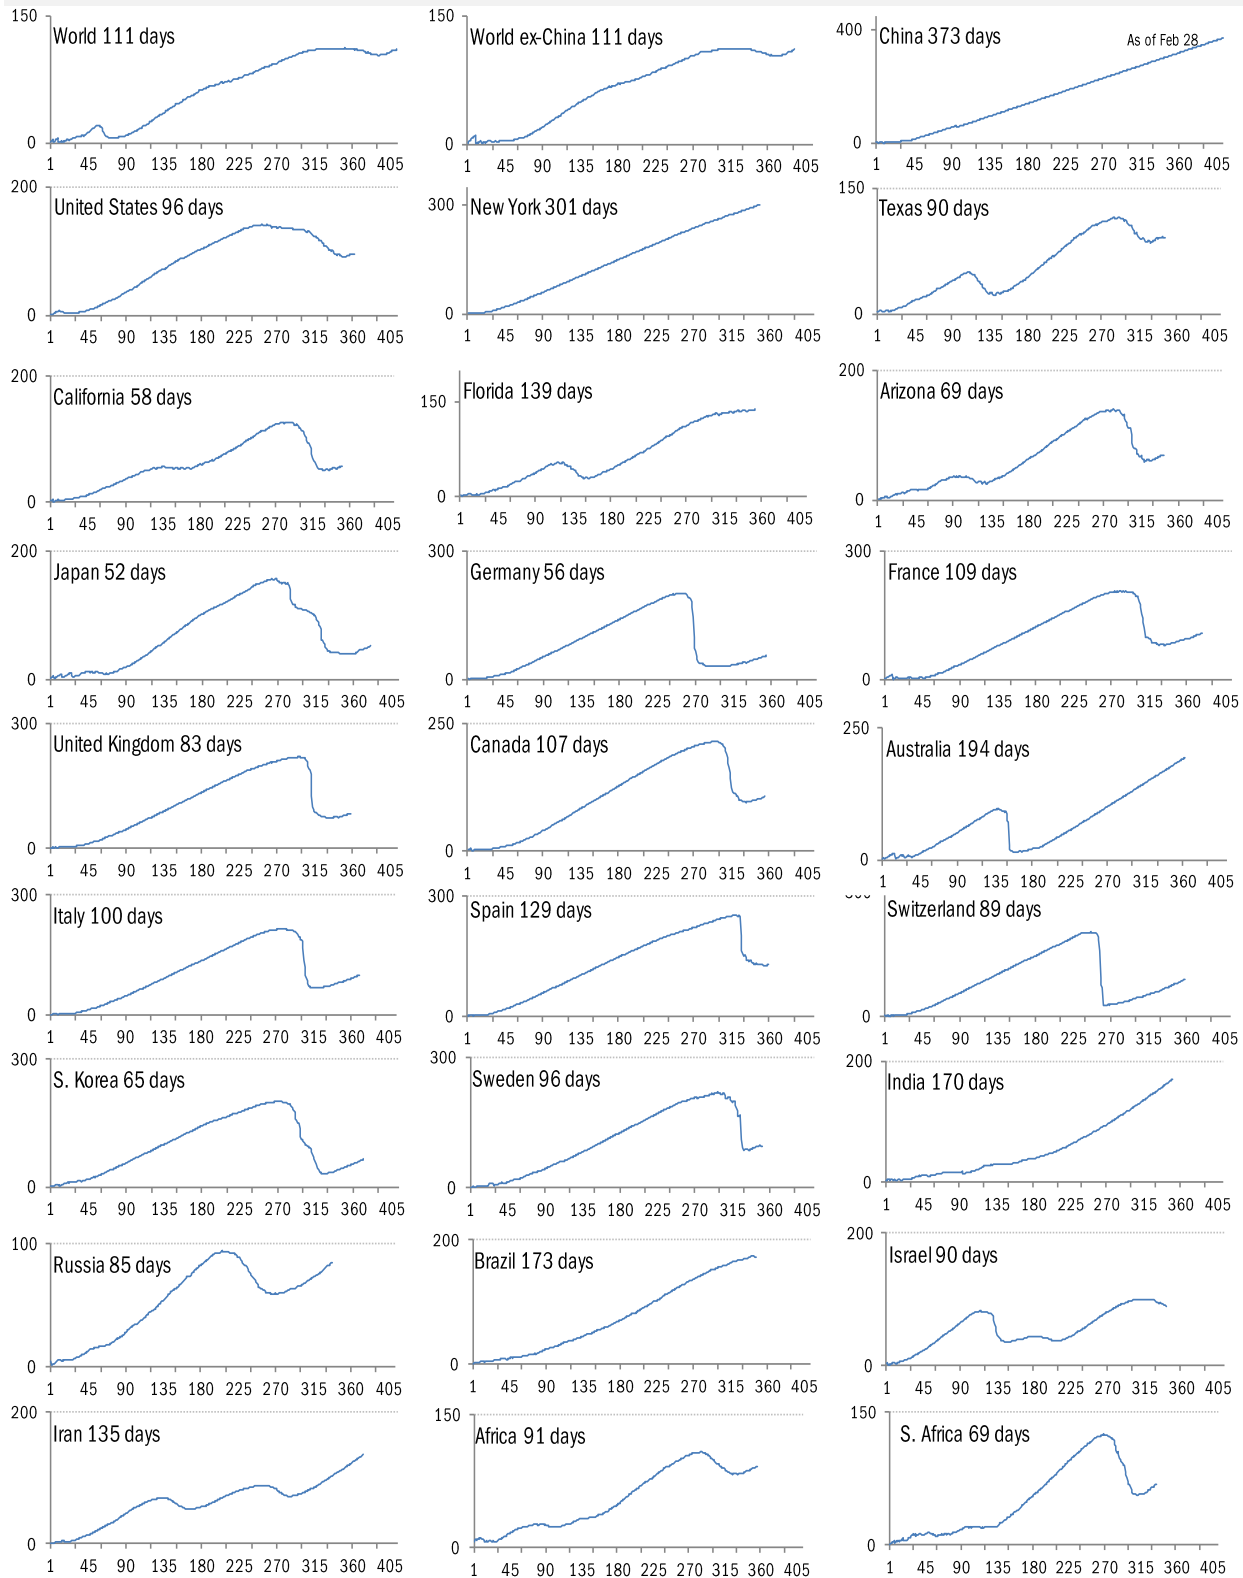 150
World 111 days
0
1 45 90 135 180 225 270 315 360 405
150
World ex-China 111 days
0
1 45 90 135 180 225 270 315 360 405
400
China 373 days
As of Feb 28
0
1 45 90 135 180 225 270 315 360 405
200
United States 96 days
0
1 45 90 135 180 225 270 315 360 405
300
New York 301 days
0
1 45 90 135 180 225 270 315 360 405
150
Texas 90 days
0
1 45 90 135 180 225 270 315 360 405
200
California 58 days
0
1 45 90 135 180 225 270 315 360 405
Florida 139 days
150
0
1 45 90 135 180 225 270 315 360 405
200
Arizona 69 days
0
1 45 90 135 180 225 270 315 360 405
200
Japan 52 days
0
1 45 90 135 180 225 270 315 360 405
300
Germany 56 days
0
1 45 90 135 180 225 270 315 360 405
300
France 109 days
0
1 45 90 135 180 225 270 315 360 405
300
United Kingdom 83 days
0
1 45 90 135 180 225 270 315 360 405
250
Canada 107 days
0
1 45 90 135 180 225 270 315 360 405
250
Australia 194 days
0
1 45 90 135 180 225 270 315 360 405
300
Italy 100 days
0
1 45 90 135 180 225 270 315 360 405
300
Spain 129 days
0
1 45 90 135 180 225 270 315 360 405
Switzerland 89 days
0
1 45 90 135 180 225 270 315 360 405
300
S. Korea 65 days
0
1 45 90 135 180 225 270 315 360 405
300
Sweden 96 days
0
1 45 90 135 180 225 270 315 360 405
200
India 170 days
0
1 45 90 135 180 225 270 315 360 405
100
Russia 85 days
0
1 45 90 135 180 225 270 315 360 405
200
Brazil 173 days
0
1 45 90 135 180 225 270 315 360 405
200
Israel 90 days
0
1 45 90 135 180 225 270 315 360 405
200
Iran 135 days
0
1 45 90 135 180 225 270 315 360 405
150
Africa 91 days
0
1 45 90 135 180 225 270 315 360 405
150
S. Africa 69 days
0
1 45 90 135 180 225 270 315 360 405